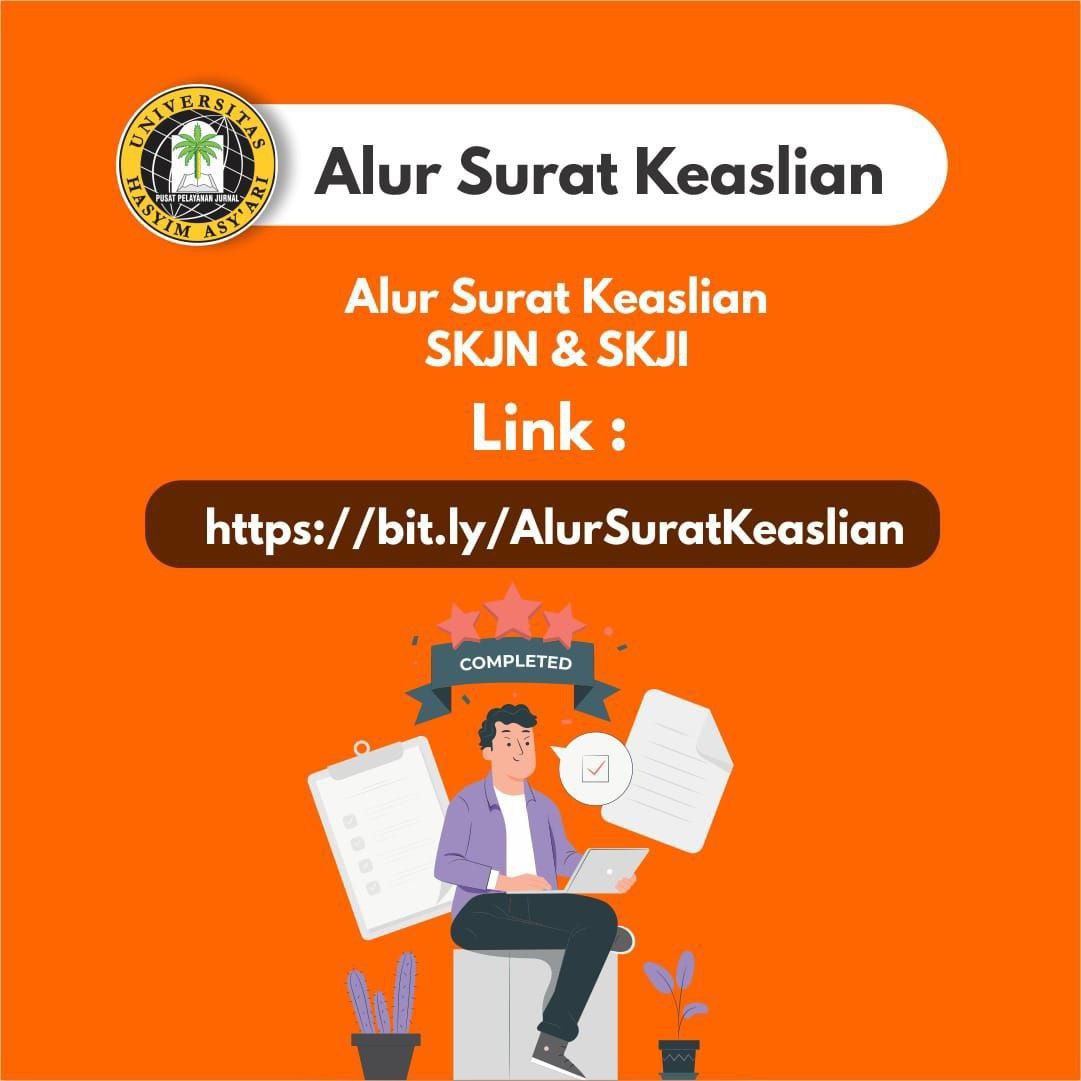 UNIVERSITAS
PUSAT PELAYANAN JURNAL
HASYIM ASY'ARI
Alur Surat Keaslian
Alur Surat Keaslian
SKJN & SKJI
Link :
https://bit.ly/AlurSuratKeaslian
COMPLETED